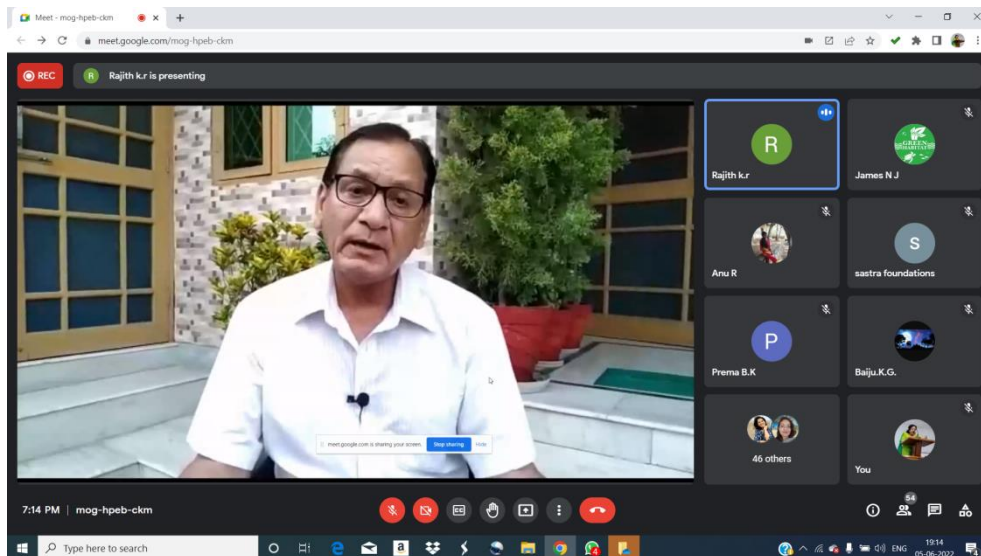 Meet - mog-hpeb-ckm
meet.google.com/mog-hpeb-ckm
REC
R
Rajith k.r is presenting
R
Rajith k.r
GREEN
HABITAT
James N J
Anu R
S
sastra foundations
P
Prema B.K
Baiju.K.G.
46 others
You
meet.google.com is sharing your screen.
Stop sharing
Hide
7:14 PM | mog-hpeb-ckm
54
Type here to search
ENG
19:14
05-06-2022